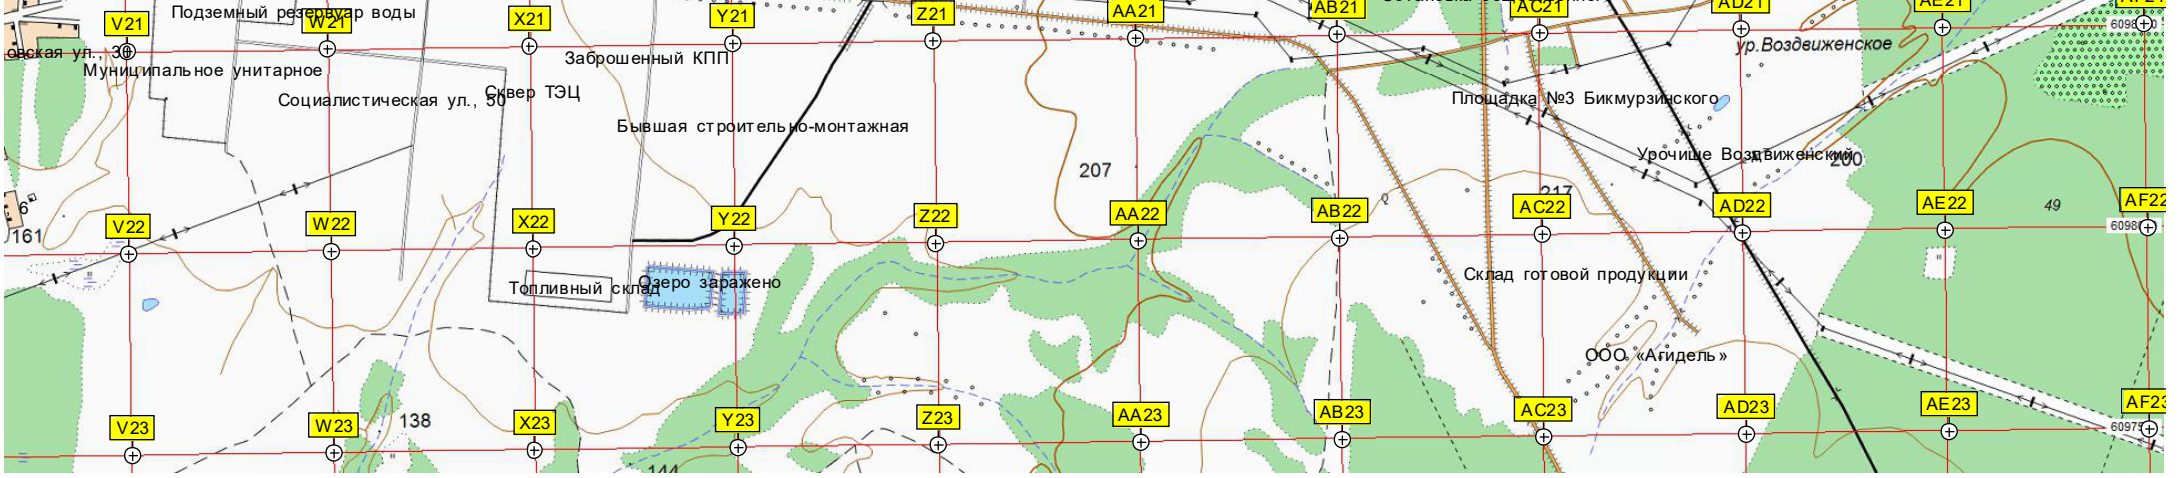 Подземный резервуар воды
V21
W21
X21
Y21
Z21
AA21
AB21
AC21
AD21
AE21
овская ул., 30
Муниципальное унитарное
Социалистическая ул., 50
Сквер ТЭЦ
Заброшенный КПП
Бывшая строительно-монтажная
ур.Воздвиженское
Площадка №3 Бикмурзинского
Урочище Воздвиженский
200
207
217
49
6
161
V22
W22
X22
Y22
Z22
AA22
AB22
AC22
AD22
AE22
AF22
6098
Топливный склад
Озеро заражено
Склад готовой продукции
ООО «Агидель»
V23
W23
X23
Y23
Z23
AA23
AB23
AC23
AD23
AE23
AF23
138
144